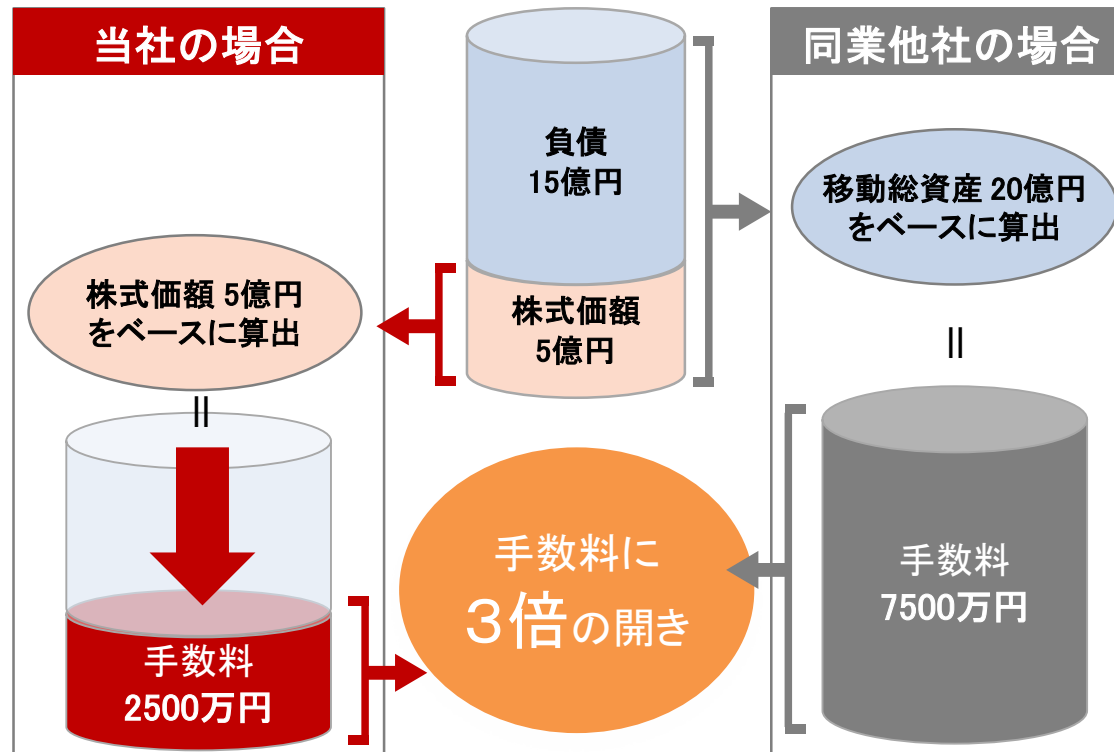 当社の場合
株式価額 5億円
をベースに算出
=
手数料
2500万円
負債
15億円
株式価額
5億円
手数料に
3倍の開き
同業他社の場合
移動総資産 20億円
をベースに算出
=
手数料
7500万円